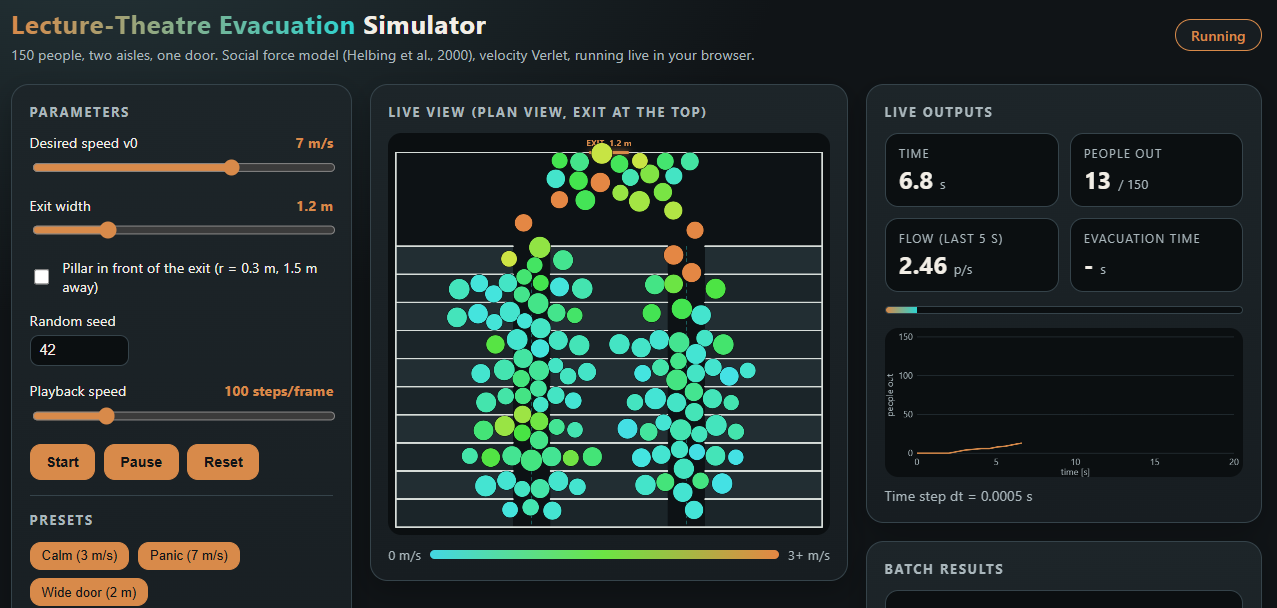 Lecture-Theatre Evacuation Simulator
150 people, two aisles, one door. Social force model (Helbing et al., 2000), velocity Verlet, running live in your browser.
Running
PARAMETERS
Desired speed v0 7 m/s
Exit width 1.2 m
Pillar in front of the exit (r = 0.3 m, 1.5 m
away)
Random seed
42
Playback speed 100 steps/frame
Start Pause Reset
PRESETS
Calm (3 m/s) Panic (7 m/s)
Wide door (2 m)
LIVE VIEW (PLAN VIEW, EXIT AT THE TOP)
1.2 m
0 m/s 3+ m/s
LIVE OUTPUTS
TIME
6.8 s
PEOPLE OUT
13 / 150
FLOW (LAST 5 S)
2.46 p/s
EVACUATION TIME
- s
people out
150
100
50
0
0 5 10 15 20
time [s]
Time step dt = 0.0005 s
BATCH RESULTS